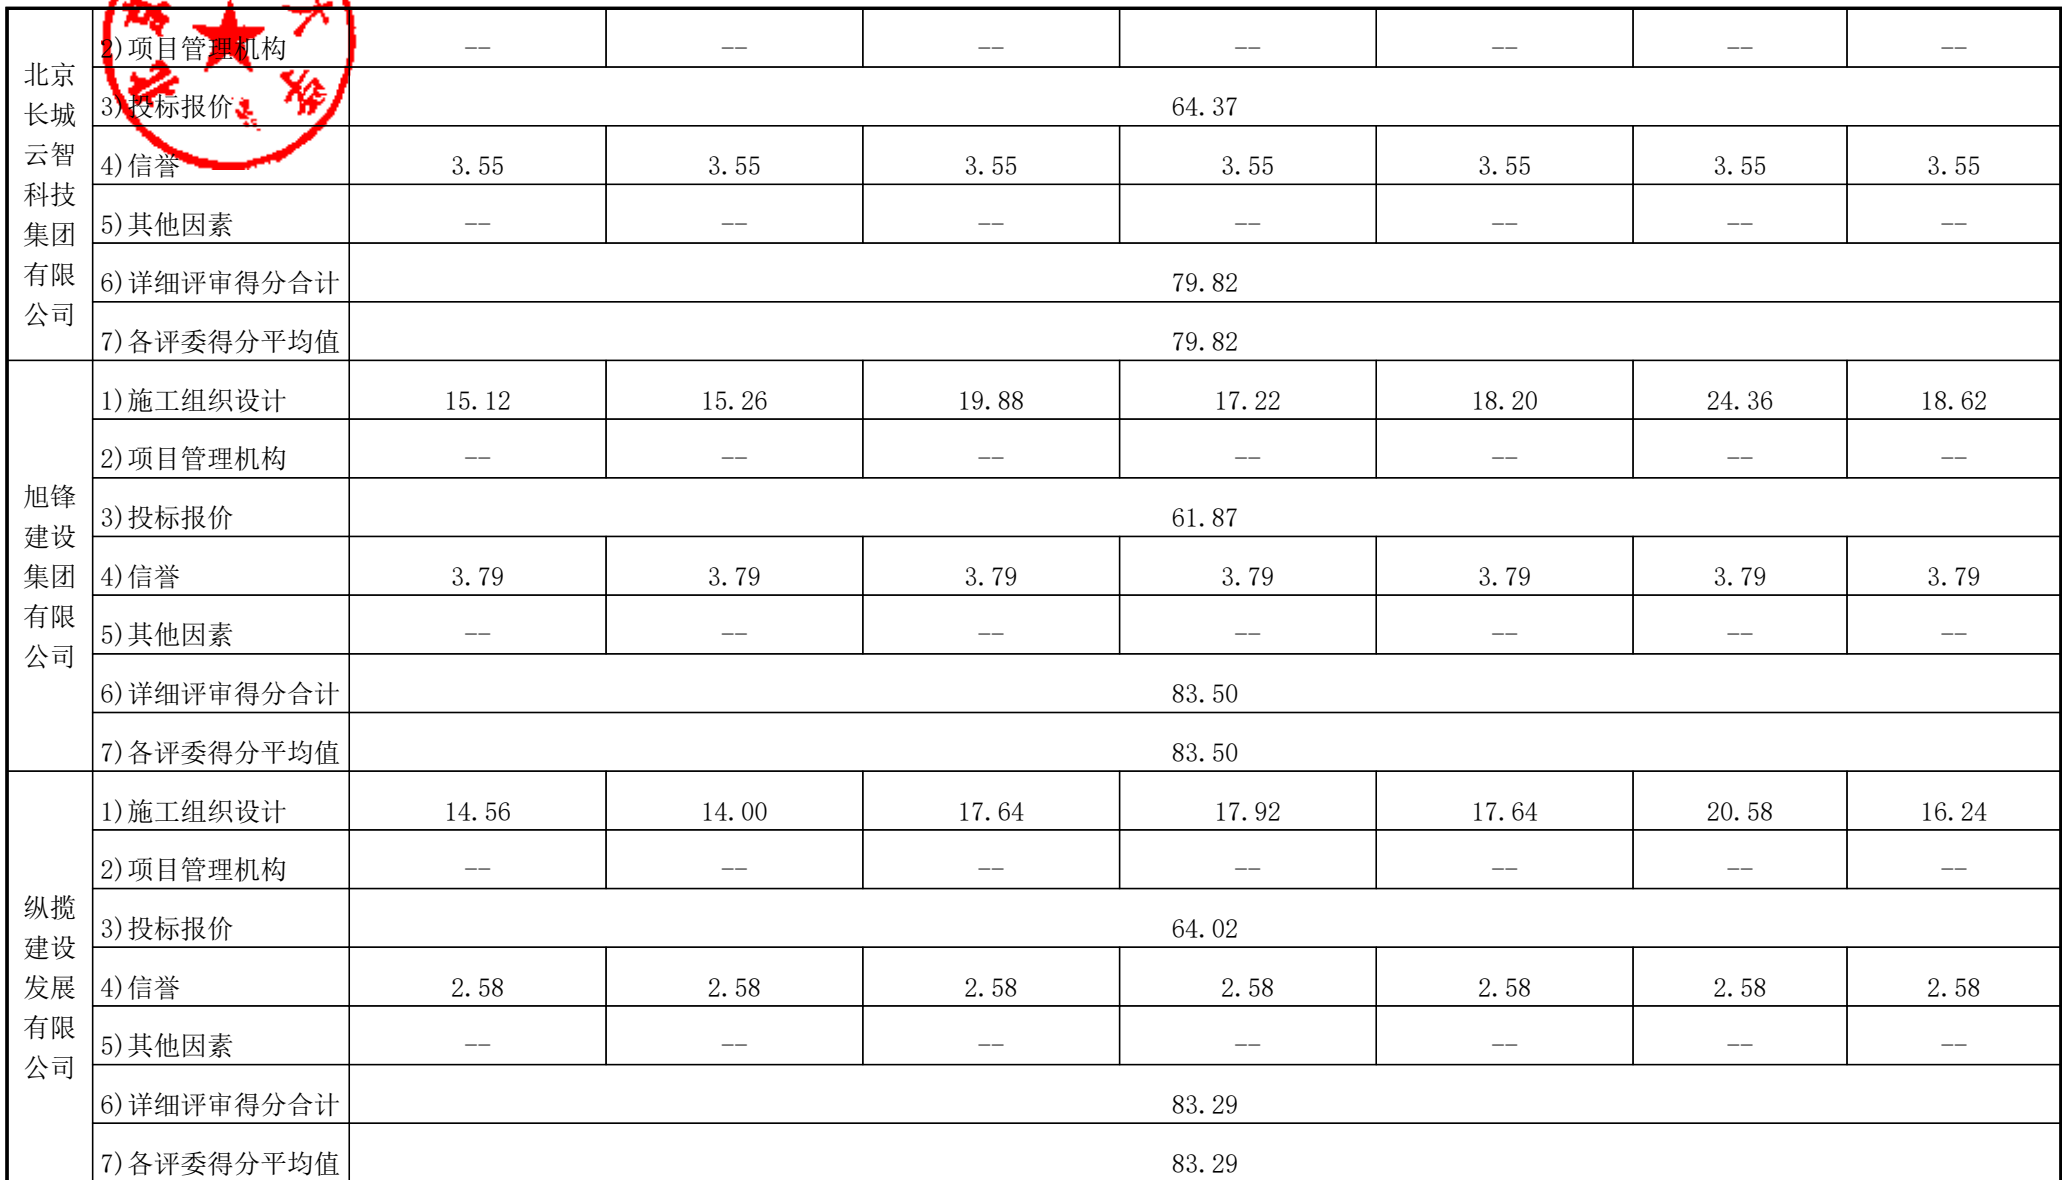 北京
长城
云智
科技
集团
有限
公司
2)项目管理机构 -- -- -- -- -- -- --
3)投标报价 64.37
4)信誉 3.55 3.55 3.55 3.55 3.55 3.55 3.55
5)其他因素 -- -- -- -- -- -- --
6)详细评审得分合计 79.82
7)各评委得分平均值 79.82
旭锋
建设
集团
有限
公司
1)施工组织设计 15.12 15.26 19.88 17.22 18.20 24.36 18.62
2)项目管理机构 -- -- -- -- -- -- --
3)投标报价 61.87
4)信誉 3.79 3.79 3.79 3.79 3.79 3.79 3.79
5)其他因素 -- -- -- -- -- -- --
6)详细评审得分合计 83.50
7)各评委得分平均值 83.50
纵揽
建设
发展
有限
公司
1)施工组织设计 14.56 14.00 17.64 17.92 17.64 20.58 16.24
2)项目管理机构 -- -- -- -- -- -- --
3)投标报价 64.02
4)信誉 2.58 2.58 2.58 2.58 2.58 2.58 2.58
5)其他因素 -- -- -- -- -- -- --
6)详细评审得分合计 83.29
7)各评委得分平均值 83.29